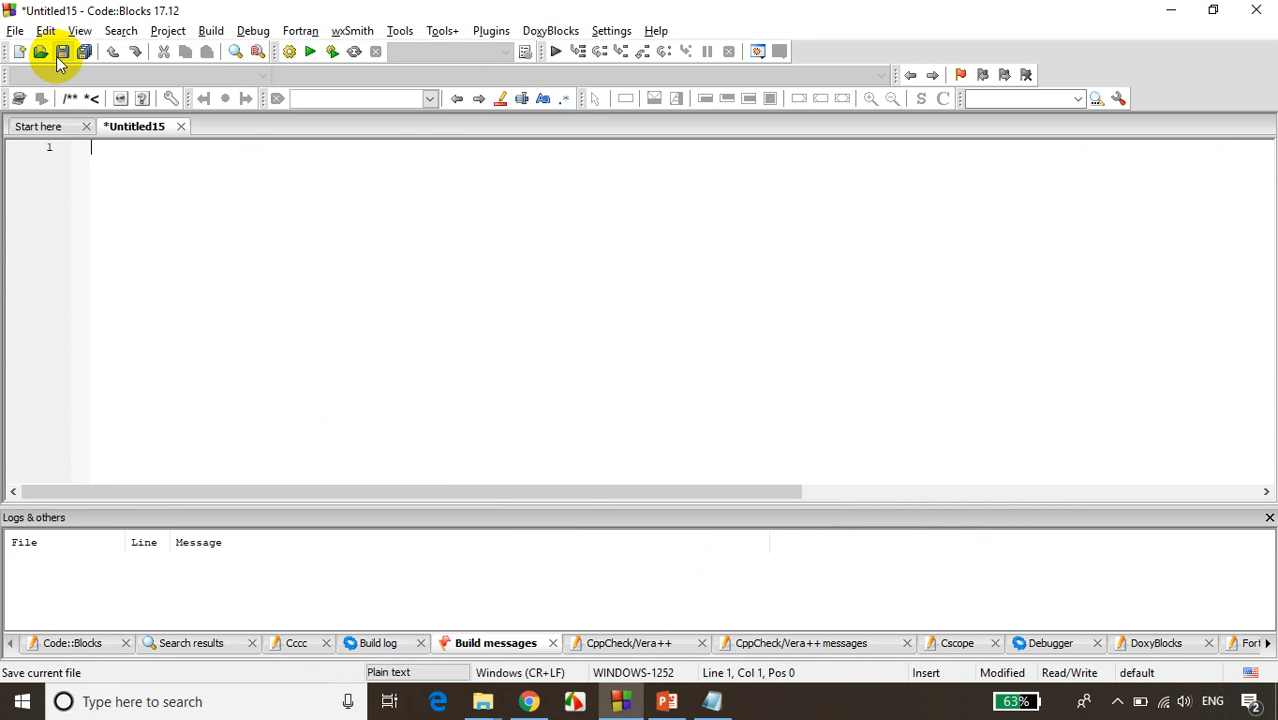 *Untitled15 - Code::Blocks 17.12
File Edit View Search Project Build Debug Fortran wxSmith Tools Tools+ Plugins DoxyBlocks Settings Help
/** *<
S C
Start here *Untitled15
1
Logs & others
File Line Message
Code::Blocks Search results Cccc Build log Build messages CppCheck/Vera++ CppCheck/Vera++ messages Cscope Debugger DoxyBlocks Fort
Save current file Plain text Windows (CR+LF) WINDOWS-1252 Line 1, Col 1, Pos 0 Insert Modified Read/Write default
Type here to search 63% ENG 2